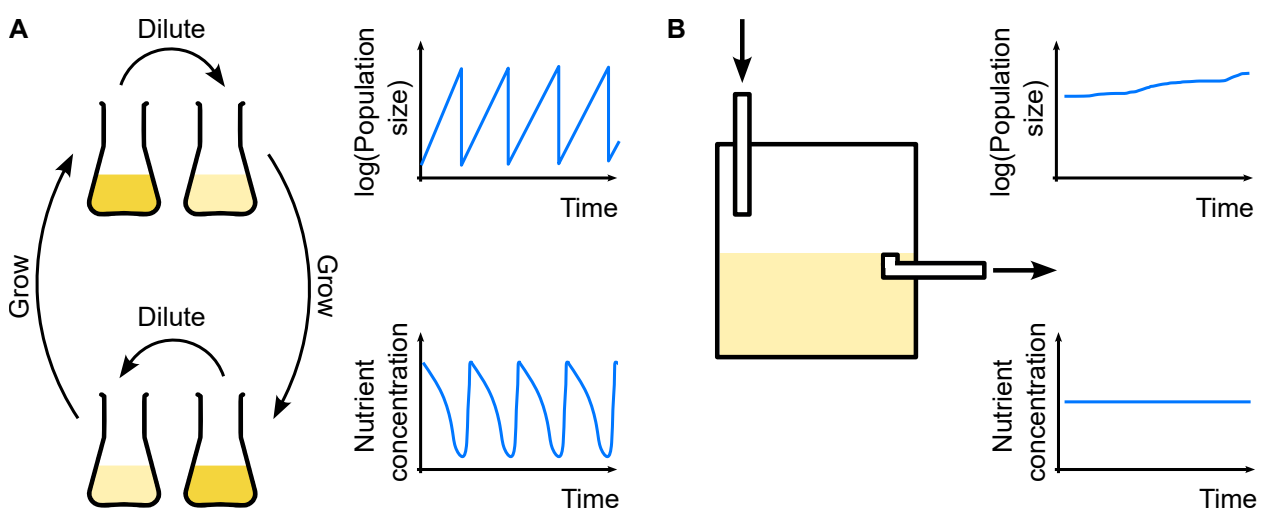 A
Dilute
Grow
Grow
Dilute
log(Population
size)
Time
Nutrient
concentration
Time
B
log(Population
size)
Time
Nutrient
concentration
Time